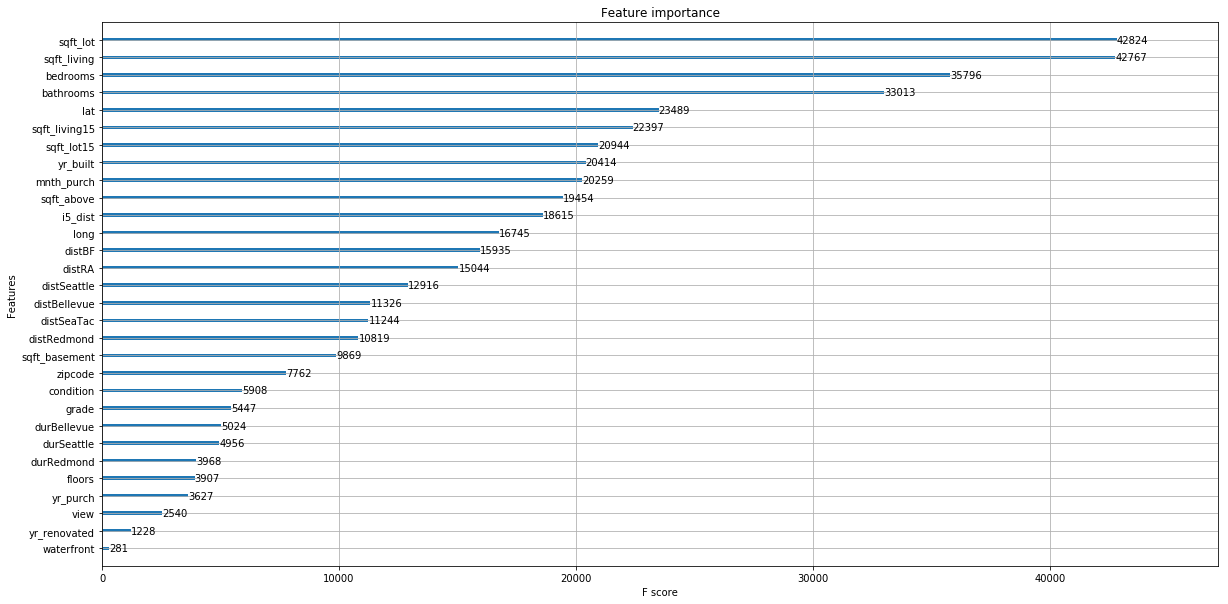 Feature importance
sqft_lot 42824
sqft_living 42767
bedrooms 35796
bathrooms 33013
lat 23489
sqft_living15 22397
sqft_lot15 20944
yr_built 20414
mnth_purch 20259
sqft_above 19454
i5_dist 18615
long 16745
distBF 15935
distRA 15044
distSeattle 12916
distBellevue 11326
distSeaTac 11244
distRedmond 10819
sqft_basement 9869
zipcode 7762
condition 5908
grade 5447
durBellevue 5024
durSeattle 4956
durRedmond 3968
floors 3907
yr_purch 3627
view 2540
yr_renovated 1228
waterfront 281
Features
0 10000 20000 30000 40000
F score